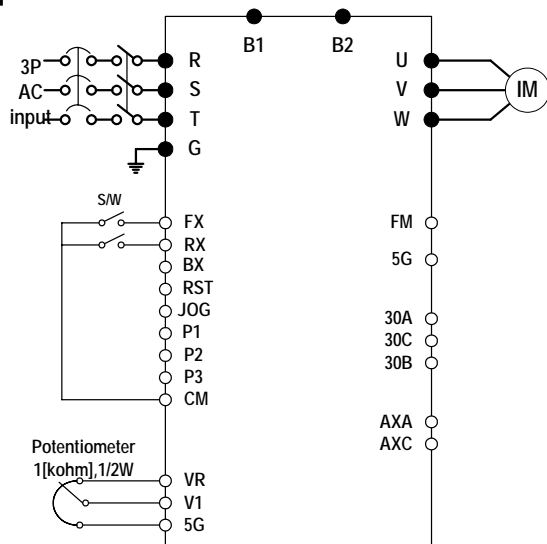 B1 B2
3P R U
AC S V IM
input T W
G
S/W
FX FM
RX
BX 5G
RST
JOG
P1 30A
P2 30C
P3 30B
CM
AXA
AXC
Potentiometer
1[kohm],1/2W
VR
V1
5G